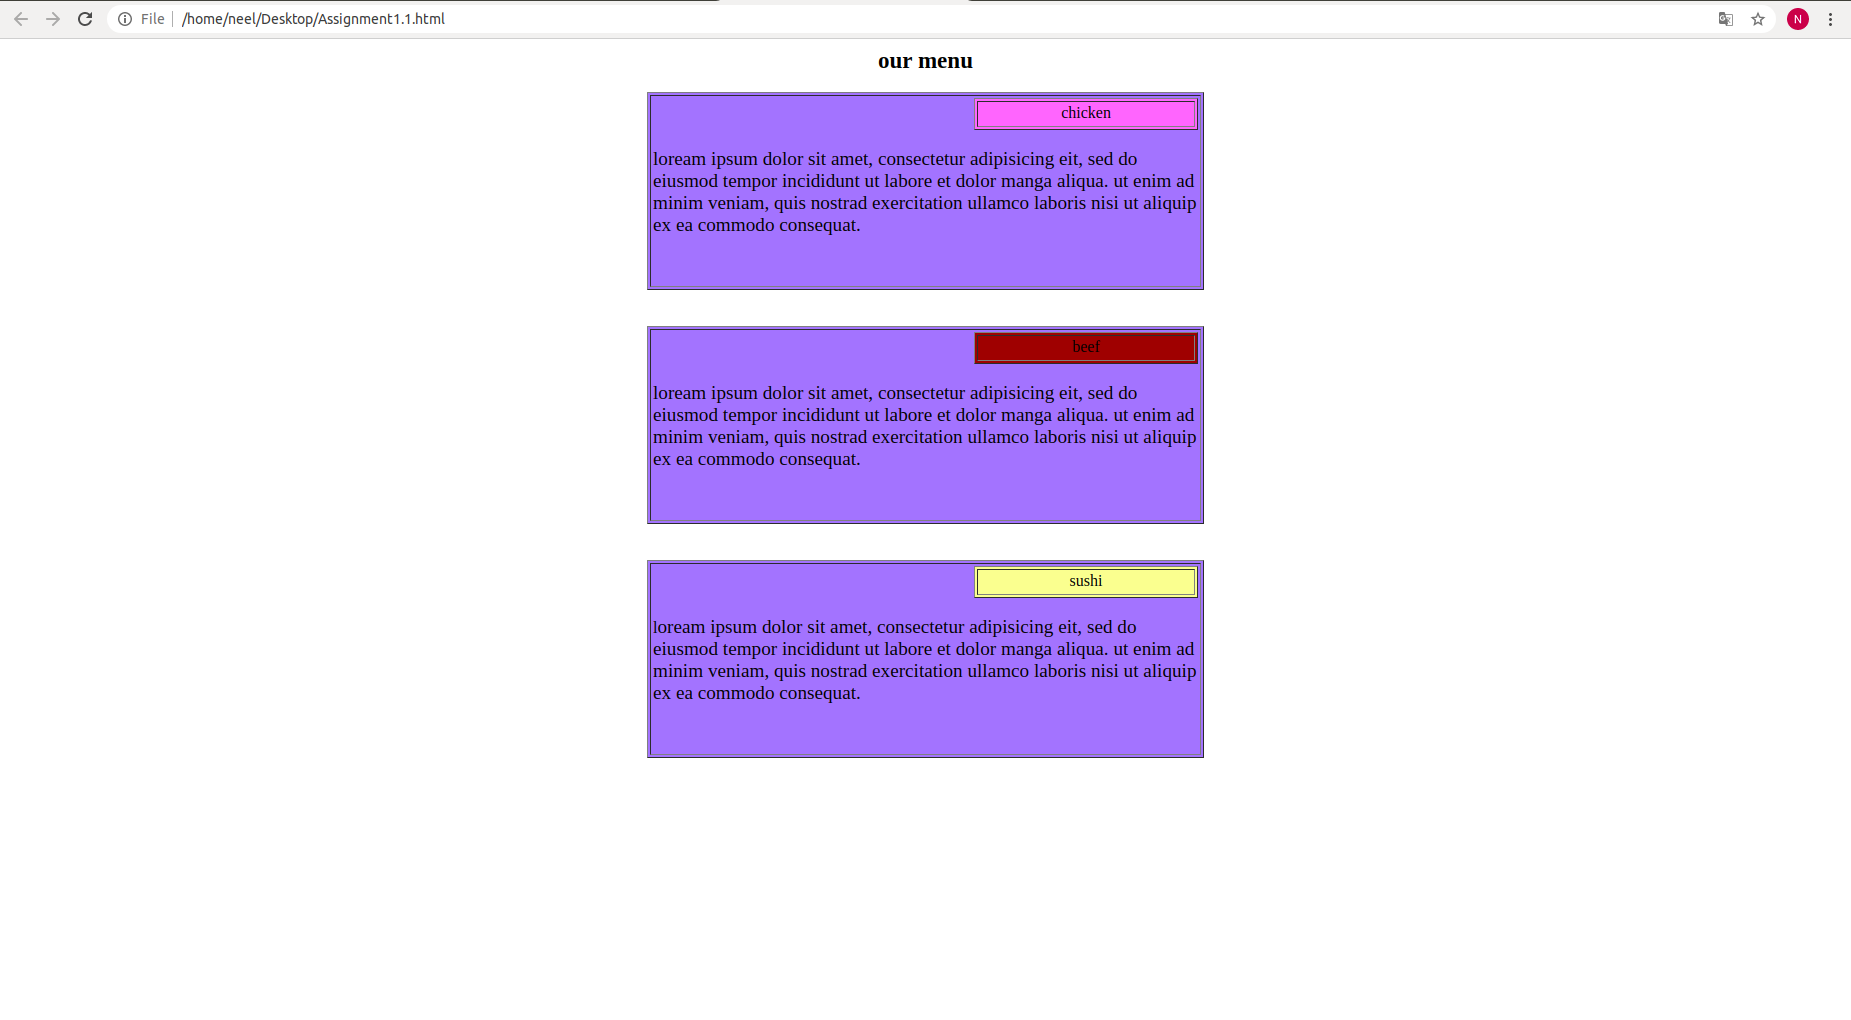 File | /home/neel/Desktop/Assignment1.1.html
N
our menu
chicken
loream ipsum dolor sit amet, consectetur adipisicing eit, sed do
eiusmod tempor incididunt ut labore et dolor manga aliqua. ut enim ad
minim veniam, quis nostrad exercitation ullamco laboris nisi ut aliquip
ex ea commodo consequat.
beef
loream ipsum dolor sit amet, consectetur adipisicing eit, sed do
eiusmod tempor incididunt ut labore et dolor manga aliqua. ut enim ad
minim veniam, quis nostrad exercitation ullamco laboris nisi ut aliquip
ex ea commodo consequat.
sushi
loream ipsum dolor sit amet, consectetur adipisicing eit, sed do
eiusmod tempor incididunt ut labore et dolor manga aliqua. ut enim ad
minim veniam, quis nostrad exercitation ullamco laboris nisi ut aliquip
ex ea commodo consequat.